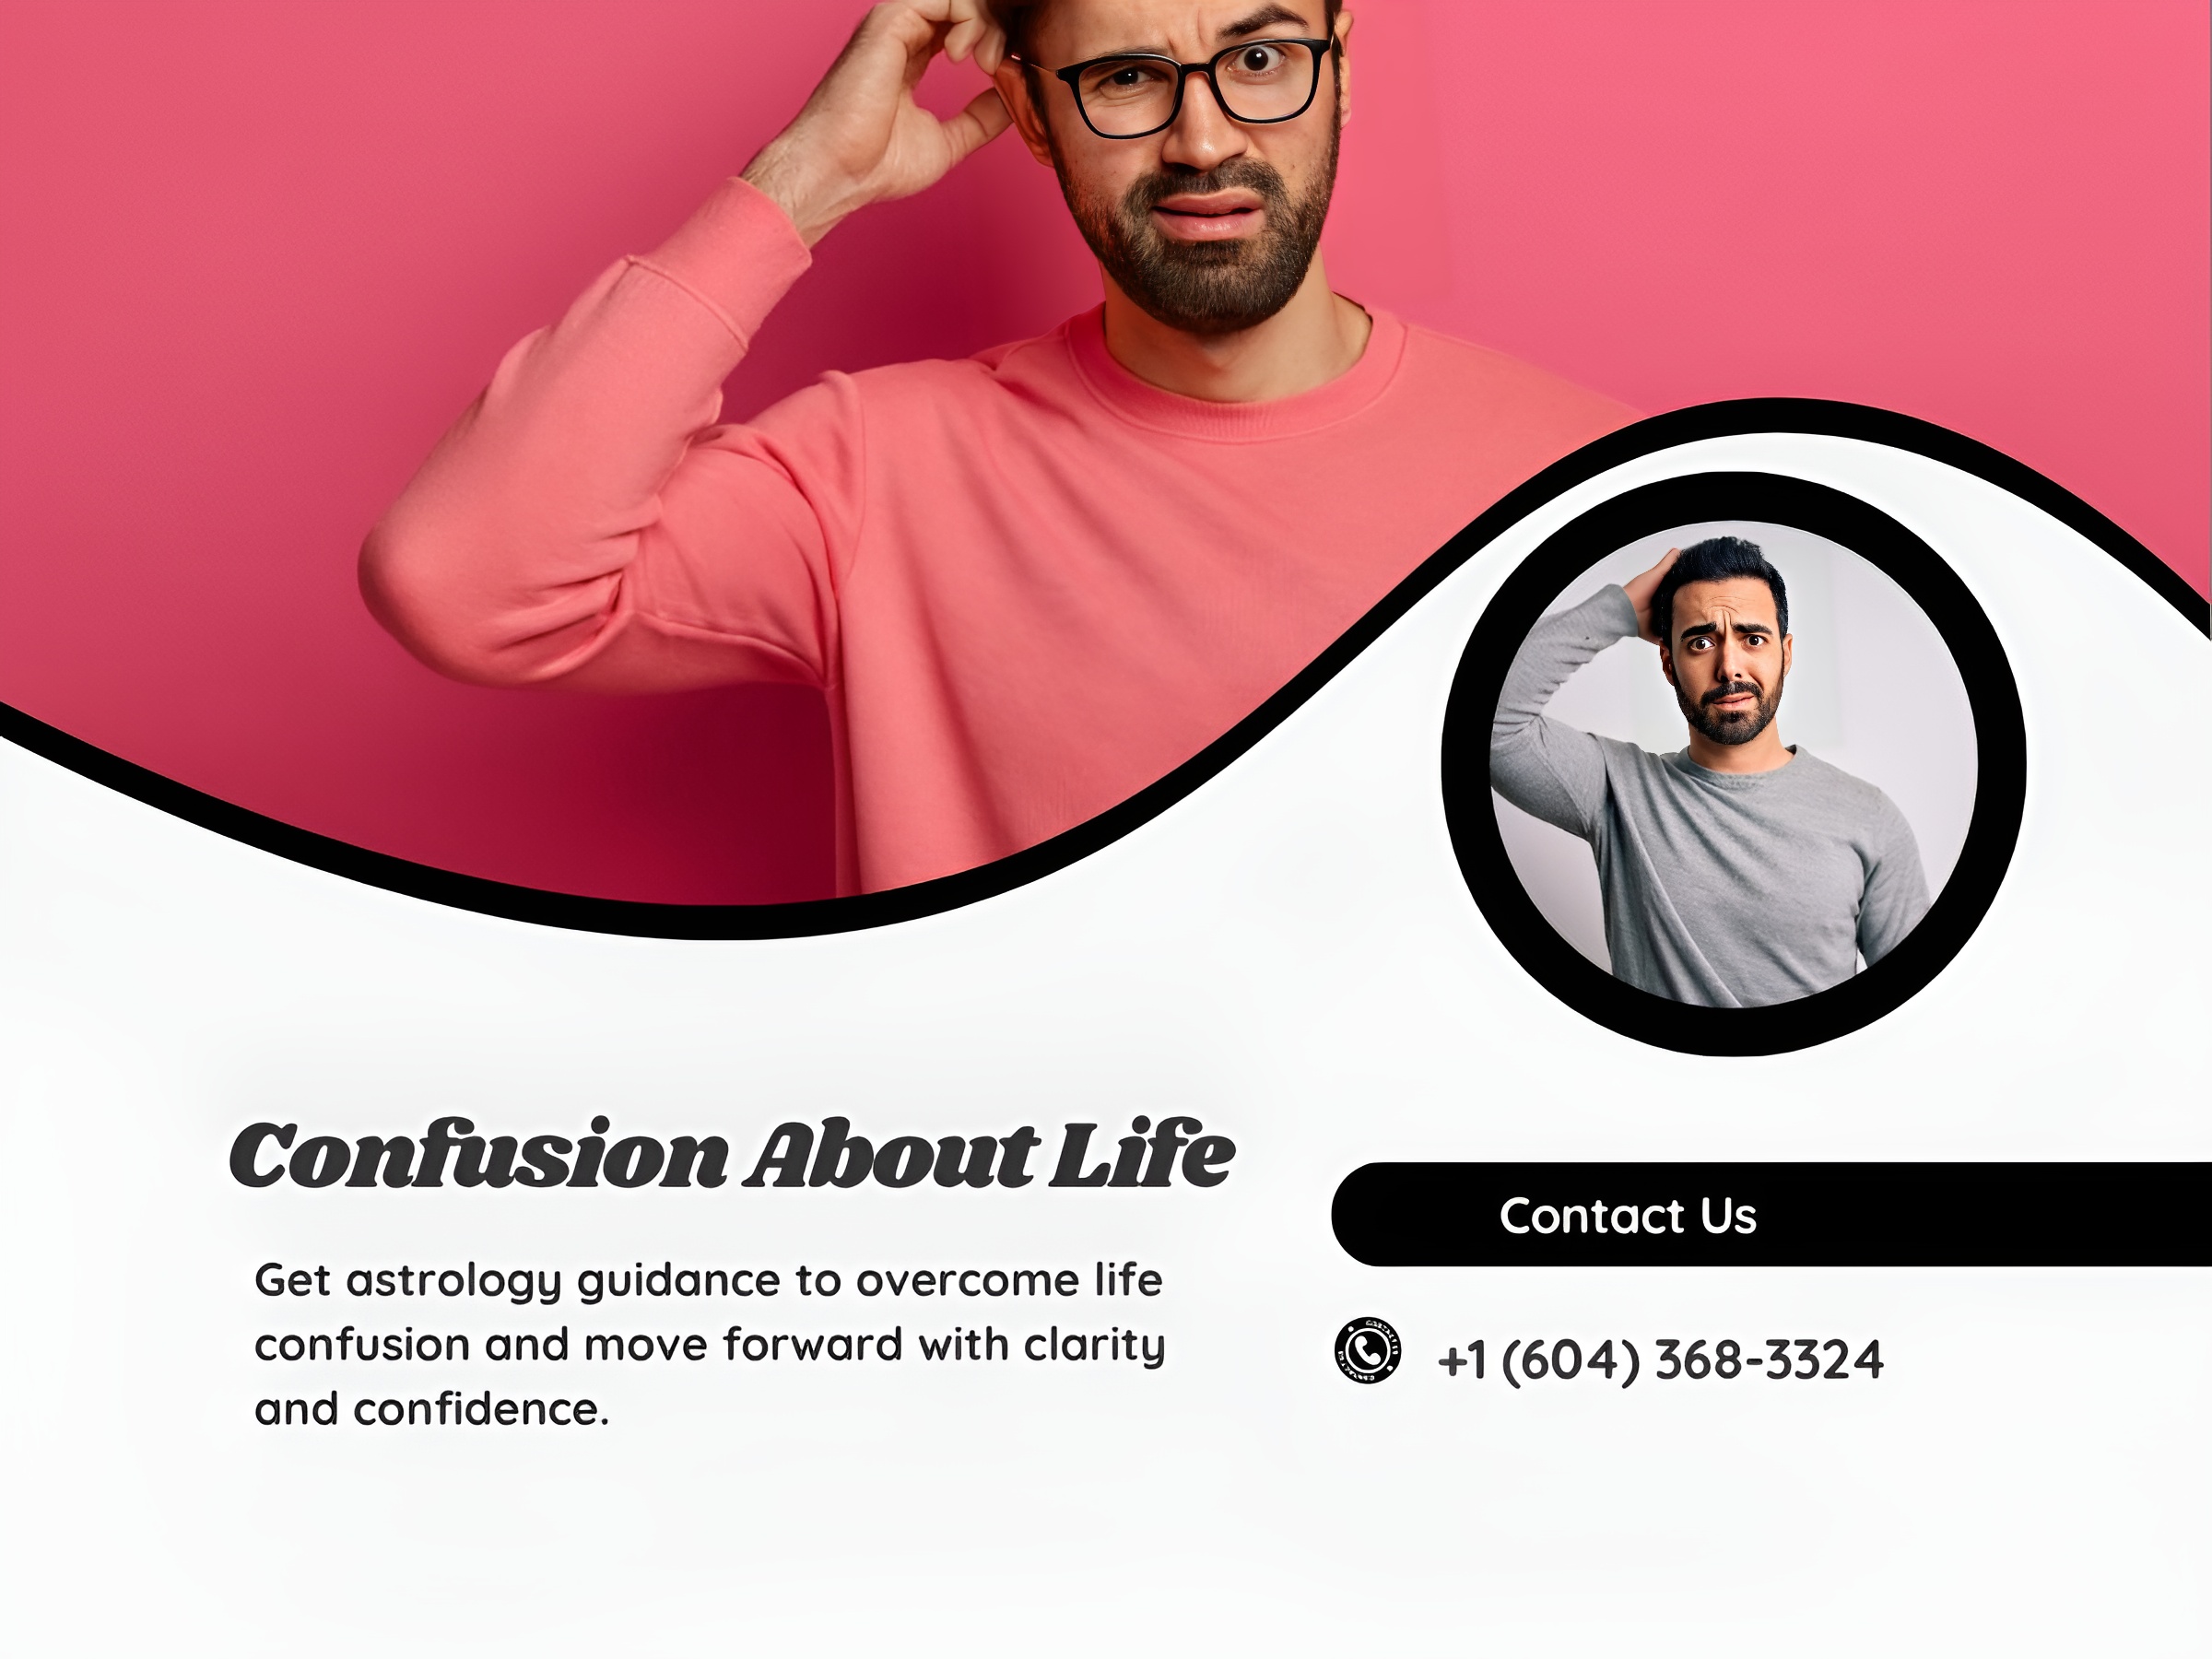 Confusion About Life
Get astrology guidance to overcome life
confusion and move forward with clarity
and confidence.
Contact Us
+1 (604) 368-3324